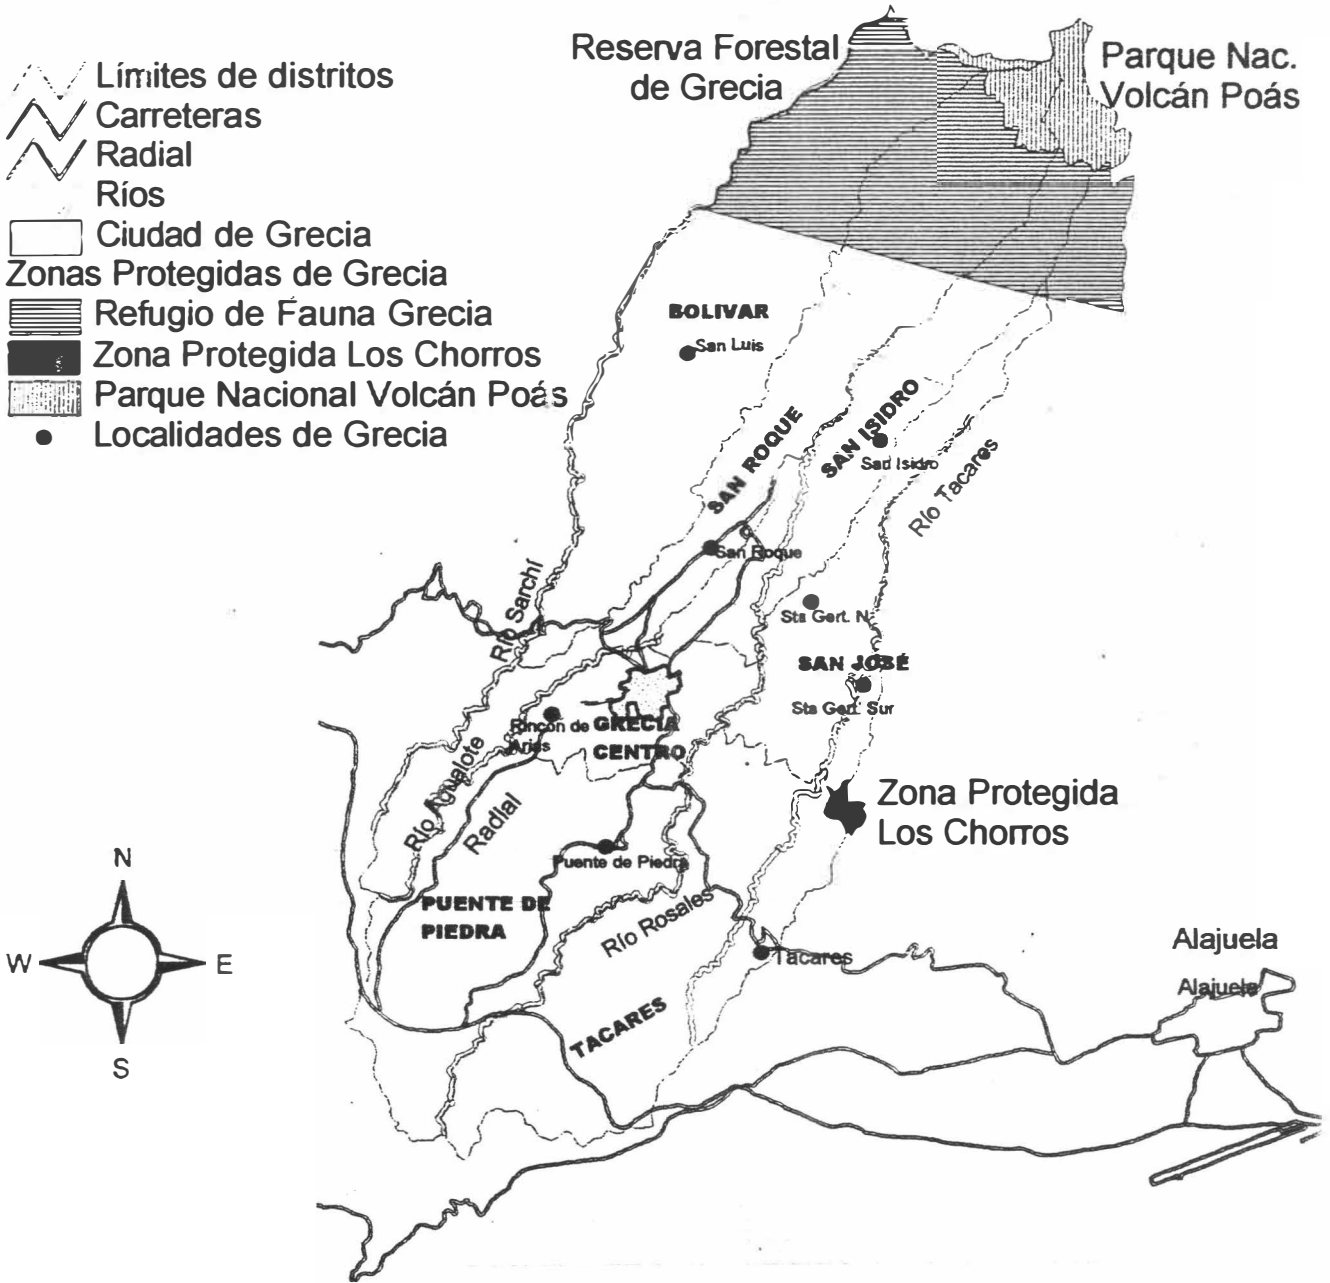 Reserva Forestal
de Grecia
Parque Nac.
Volcán Poás
Límites de distritos
Carreteras
Radial
Ríos
Ciudad de Grecia
Zonas Protegidas de Grecia
Refugio de Fauna Grecia
Zona Protegida Los Chorros
Parque Nacional Volcán Poás
Localidades de Grecia
BOLIVAR
San Luis
SAN ROQUE
SAN ISIDRO
San Isidro
Río Tacares
San Roque
Río Sarchí
Sta Gert. N.
SAN JOSÉ
Sta Gert. Sur
Rincón de
Arias
GRECIA
CENTRO
Río Agualote
Radial
Zona Protegida
Los Chorros
Puente de Piedra
PUENTE DE
PIEDRA
Río Rosales
Tacares
TACARES
Alajuela
Alajuela
N
W
E
S